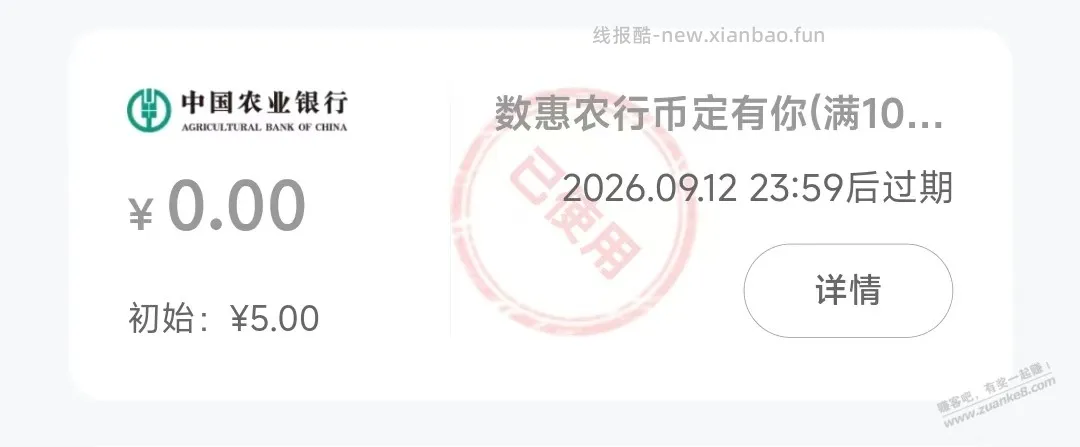 线报酷-new.xianbao.fun
中国农业银行
AGRICULTURAL BANK OF CHINA
数惠农行币定有你(满10...
¥ 0.00
已使用
2026.09.12 23:59后过期
详情
初始：¥5.00
赚客吧，有奖一起赚！
www.zuanke8.com